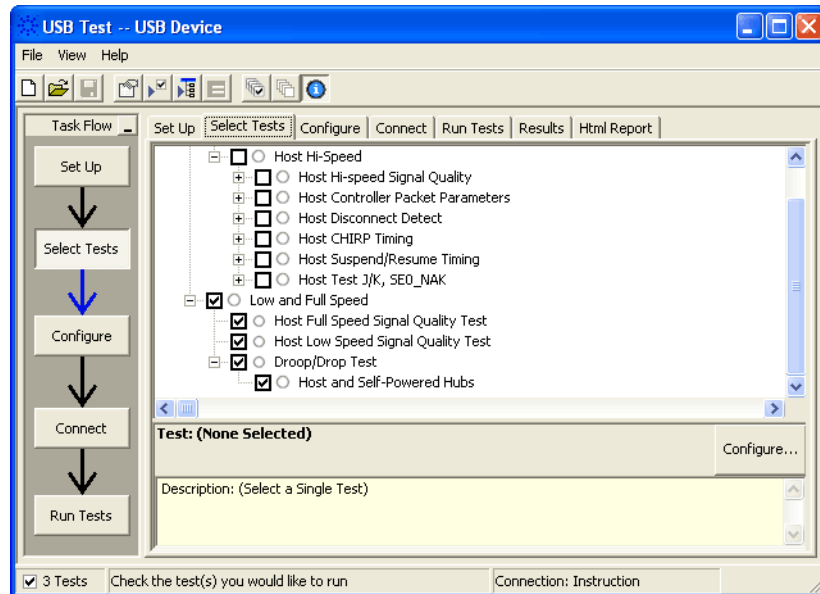 USB Test -- USB Device
File View Help
Task Flow
Set Up
Select Tests
Configure
Connect
Run Tests
Set Up Select Tests Configure Connect Run Tests Results Html Report
Host Hi-Speed
Host Hi-speed Signal Quality
Host Controller Packet Parameters
Host Disconnect Detect
Host CHIRP Timing
Host Suspend/Resume Timing
Host Test J/K, SE0_NAK
Low and Full Speed
Host Full Speed Signal Quality Test
Host Low Speed Signal Quality Test
Droop/Drop Test
Host and Self-Powered Hubs
Test: (None Selected)
Configure...
Description: (Select a Single Test)
3 Tests Check the test(s) you would like to run Connection: Instruction